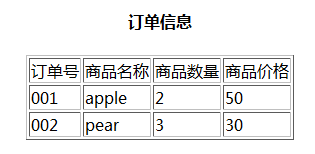 订单信息
订单号 商品名称 商品数量 商品价格
001 apple 2 50
002 pear 3 30